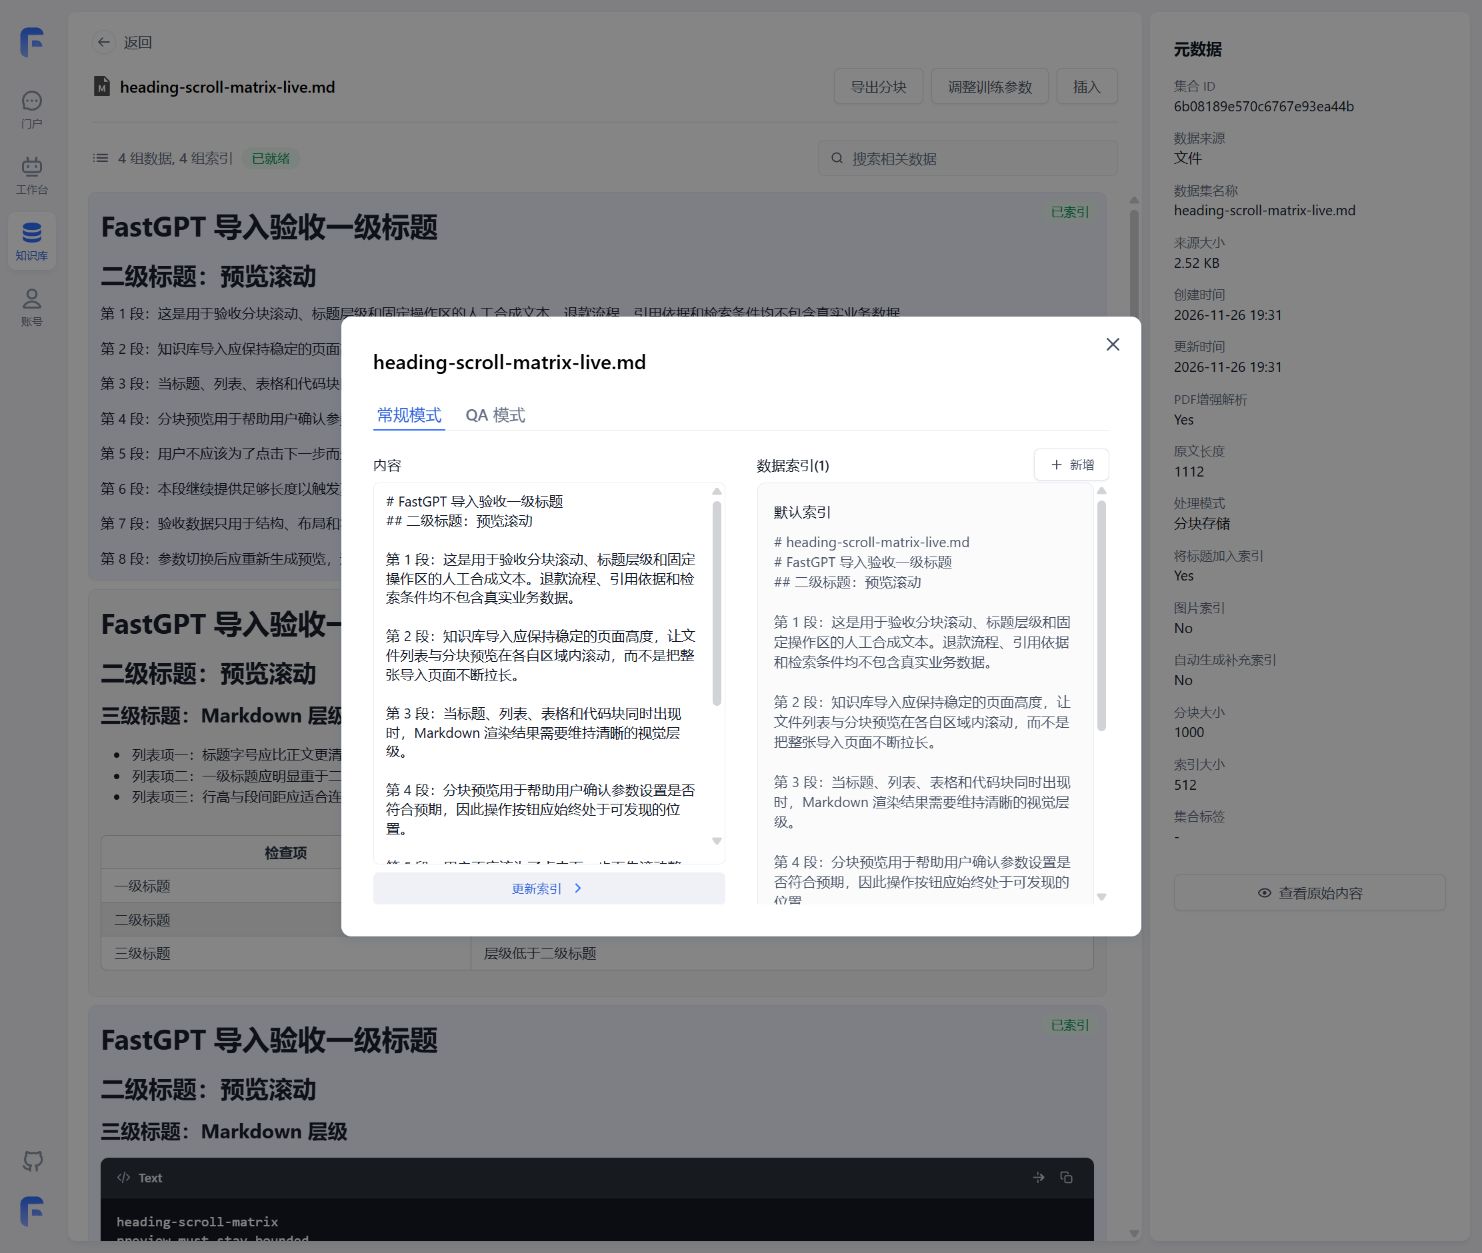 门户
工作台
知识库
账号
返回
heading-scroll-matrix-live.md
导出分块
调整训练参数
插入
4 组数据, 4 组索引
已就绪
搜索相关数据
已索引
FastGPT 导入验收一级标题
二级标题：预览滚动
第 1 段：这是用于验收分块滚动、标题层级和固定操作区的人工合成文本。退款流程、引用依据和检索条件均不包含真实业务数据
第 2 段：知识库导入应保持稳定的页面
第 3 段：当标题、列表、表格和代码块
第 4 段：分块预览用于帮助用户确认参
第 5 段：用户不应该为了点击下一步而
第 6 段：本段继续提供足够长度以触发
第 7 段：验收数据只用于结构、布局和
第 8 段：参数切换后应重新生成预览，
FastGPT 导入验收一
二级标题：预览滚动
三级标题：Markdown 层级
列表项一：标题字号应比正文更清
列表项二：一级标题应明显重于二
列表项三：行高与段间距应适合连
检查项
一级标题
二级标题
三级标题
层级低于二级标题
已索引
FastGPT 导入验收一级标题
二级标题：预览滚动
三级标题：Markdown 层级
Text
heading-scroll-matrix
preview must stay bounded
heading-scroll-matrix-live.md
常规模式
QA 模式
内容
# FastGPT 导入验收一级标题
## 二级标题：预览滚动
第 1 段：这是用于验收分块滚动、标题层级和固定
操作区的人工合成文本。退款流程、引用依据和检
索条件均不包含真实业务数据。
第 2 段：知识库导入应保持稳定的页面高度，让文
件列表与分块预览在各自区域内滚动，而不是把整
张导入页面不断拉长。
第 3 段：当标题、列表、表格和代码块同时出现
时，Markdown 渲染结果需要维持清晰的视觉层
级。
第 4 段：分块预览用于帮助用户确认参数设置是否
符合预期，因此操作按钮应始终处于可发现的位
置。
更新索引
数据索引(1)
新增
默认索引
# heading-scroll-matrix-live.md
# FastGPT 导入验收一级标题
## 二级标题：预览滚动
第 1 段：这是用于验收分块滚动、标题层级和固
定操作区的人工合成文本。退款流程、引用依据
和检索条件均不包含真实业务数据。
第 2 段：知识库导入应保持稳定的页面高度，让
文件列表与分块预览在各自区域内滚动，而不是
把整张导入页面不断拉长。
第 3 段：当标题、列表、表格和代码块同时出现
时，Markdown 渲染结果需要维持清晰的视觉层
级。
第 4 段：分块预览用于帮助用户确认参数设置是
否符合预期，因此操作按钮应始终处于可发现的
位置
元数据
集合 ID
6b08189e570c6767e93ea44b
数据来源
文件
数据集名称
heading-scroll-matrix-live.md
来源大小
2.52 KB
创建时间
2026-11-26 19:31
更新时间
2026-11-26 19:31
PDF增强解析
Yes
原文长度
1112
处理模式
分块存储
将标题加入索引
Yes
图片索引
No
自动生成补充索引
No
分块大小
1000
索引大小
512
集合标签
-
查看原始内容